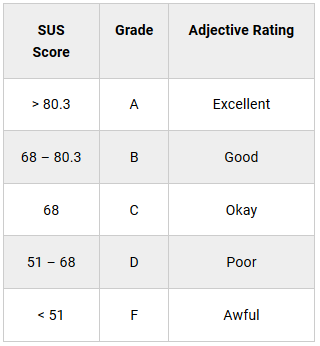 SUS Score Grade Adjective Rating
> 80.3 A Excellent
68 – 80.3 B Good
68 C Okay
51 – 68 D Poor
< 51 F Awful